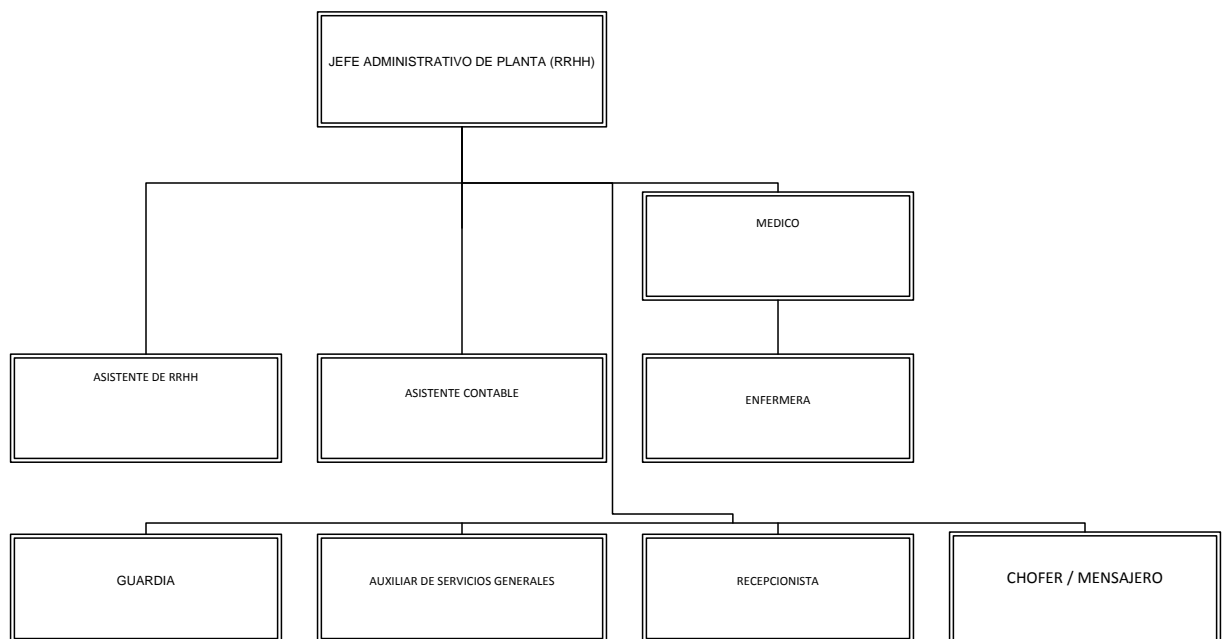 JEFE ADMINISTRATIVO DE PLANTA (RRHH)
MEDICO
ASISTENTE DE RRHH
ASISTENTE CONTABLE
ENFERMERA
GUARDIA
AUXILIAR DE SERVICIOS GENERALES
RECEPCIONISTA
CHOFER / MENSAJERO